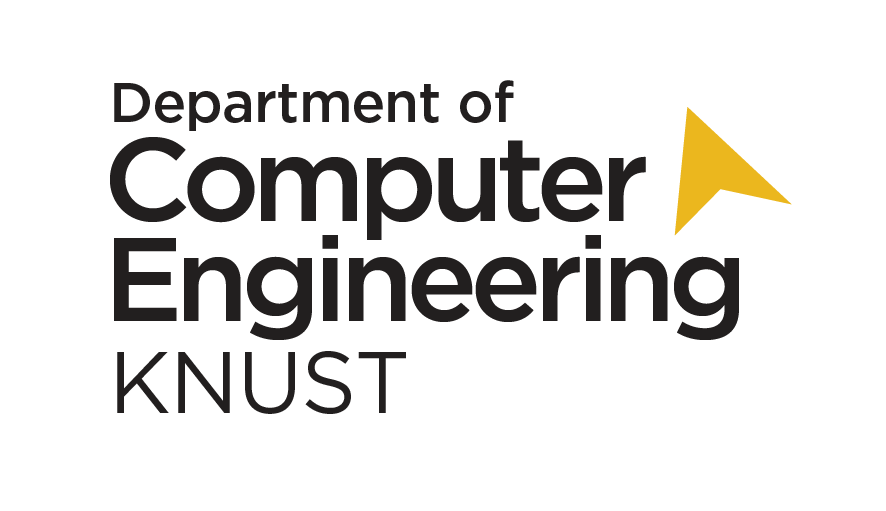 Department of
Computer
Engineering
KNUST